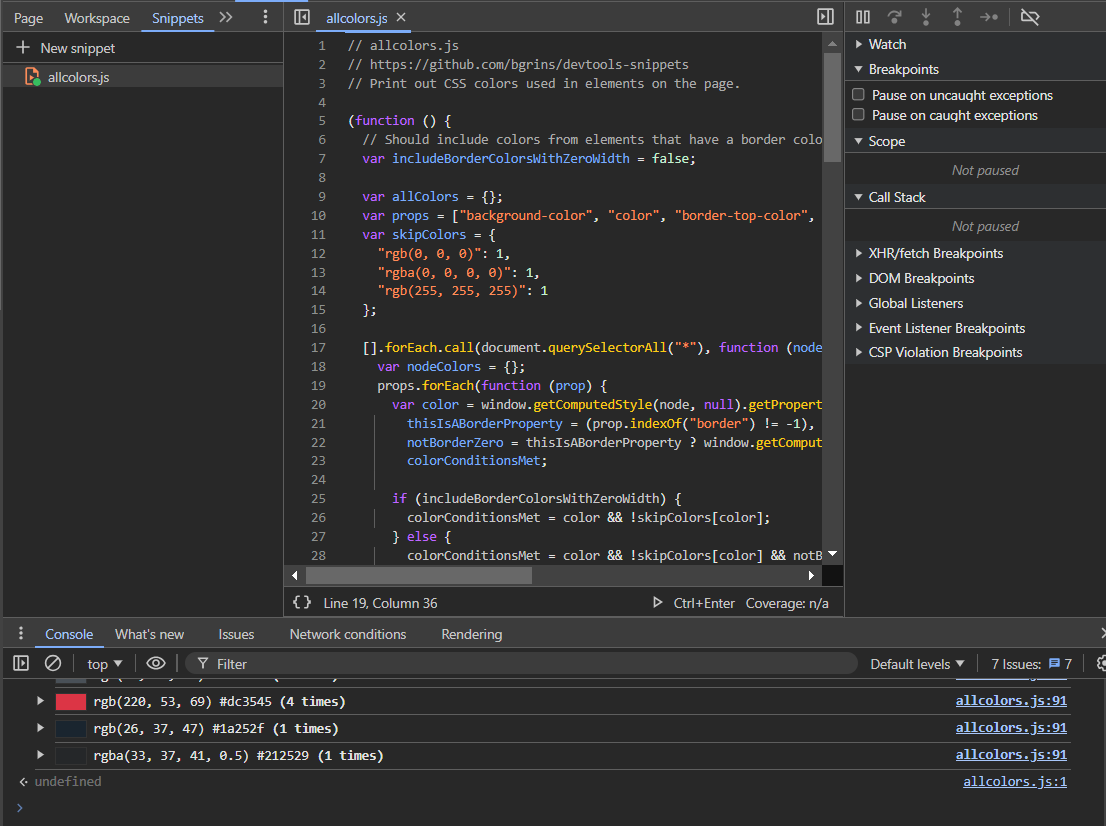 Page Workspace Snippets
New snippet
allcolors.js
allcolors.js
1 // allcolors.js
2 // https://github.com/bgrins/devtools-snippets
3 // Print out CSS colors used in elements on the page.
4
5 (function () {
6 // Should include colors from elements that have a border colo
7 var includeBorderColorsWithZeroWidth = false;
8
9 var allColors = {};
10 var props = ["background-color", "color", "border-top-color",
11 var skipColors = {
12 "rgb(0, 0, 0)": 1,
13 "rgba(0, 0, 0, 0)": 1,
14 "rgb(255, 255, 255)": 1
15 };
16
17 [].forEach.call(document.querySelectorAll("*"), function (node
18 var nodeColors = {};
19 props.forEach(function (prop) {
20 var color = window.getComputedStyle(node, null).getPropert
21 thisIsABorderProperty = (prop.indexOf("border") != -1),
22 notBorderZero = thisIsABorderProperty ? window.getComput
23 colorConditionsMet;
24
25 if (includeBorderColorsWithZeroWidth) {
26 colorConditionsMet = color && !skipColors[color];
27 } else {
28 colorConditionsMet = color && !skipColors[color] && notB
{} Line 19, Column 36 Ctrl+Enter Coverage: n/a
Watch
Breakpoints
Pause on uncaught exceptions
Pause on caught exceptions
Scope
Not paused
Call Stack
Not paused
XHR/fetch Breakpoints
DOM Breakpoints
Global Listeners
Event Listener Breakpoints
CSP Violation Breakpoints
Console What's new Issues Network conditions Rendering
top Filter Default levels 7 Issues: 7
rgb(220, 53, 69) #dc3545 (4 times) allcolors.js:91
rgb(26, 37, 47) #1a252f (1 times) allcolors.js:91
rgba(33, 37, 41, 0.5) #212529 (1 times) allcolors.js:91
undefined allcolors.js:1